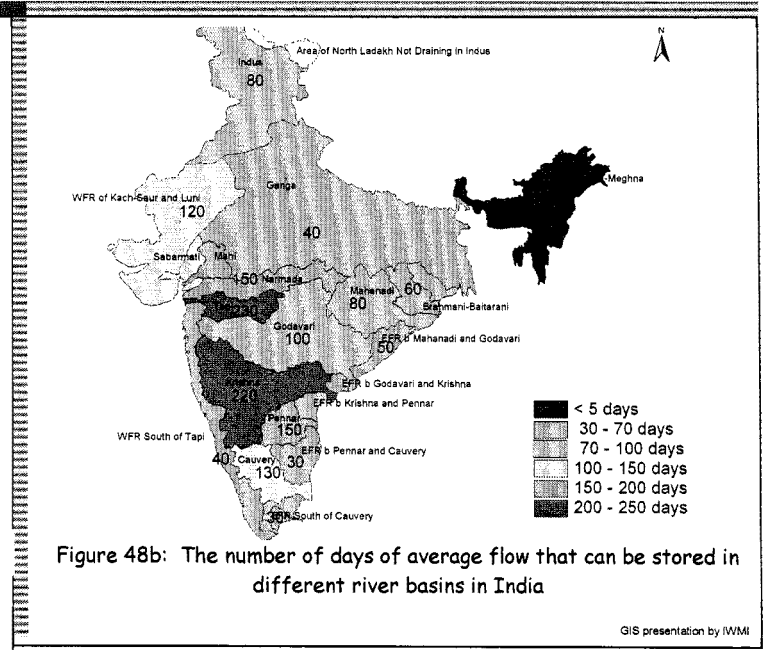 N
Area of North Ladakh Not Draining in Indus
Indus
80
Meghna
Ganga
WFR of Kach-Saur and Luni
120
40
Sabarmati
Mahi
150 Narmada
Mahanadi
80
60
Brahmani-Baitarani
230
Godavari
100
EFR b Mahanadi and Godavari
50
Krishna
220
EFR b Godavari and Krishna
EFR b Krishna and Pennar
Pennar
150
WFR South of Tapi
40
Cauvery
130
EFR b Pennar and Cauvery
30
South of Cauvery
< 5 days
30 - 70 days
70 - 100 days
100 - 150 days
150 - 200 days
200 - 250 days
Figure 48b: The number of days of average flow that can be stored in
different river basins in India
GIS presentation by IWMI